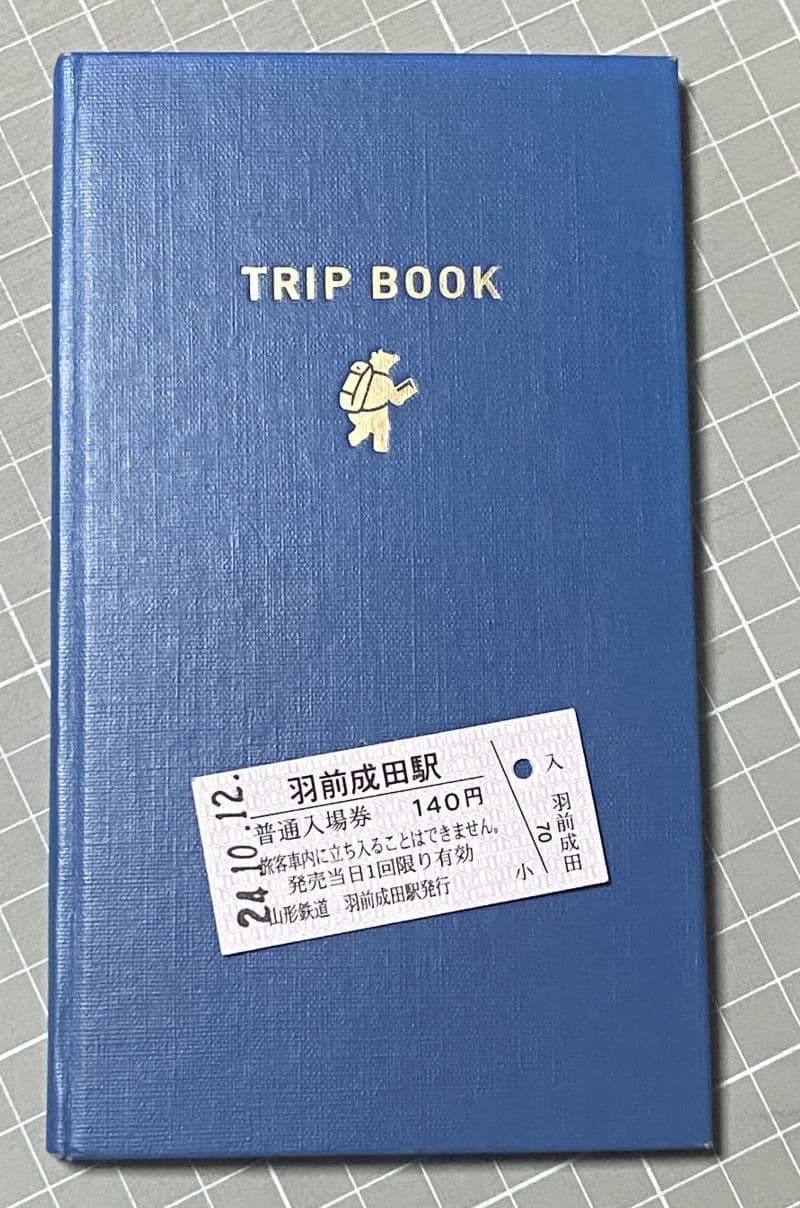 TRIP BOOK
24.10.12.
羽前成田駅
普通入場券 140円
旅客車内に立ち入ることはできません。
発売当日1回限り有効
山形鉄道 羽前成田駅発行
入 羽前成田
小 70